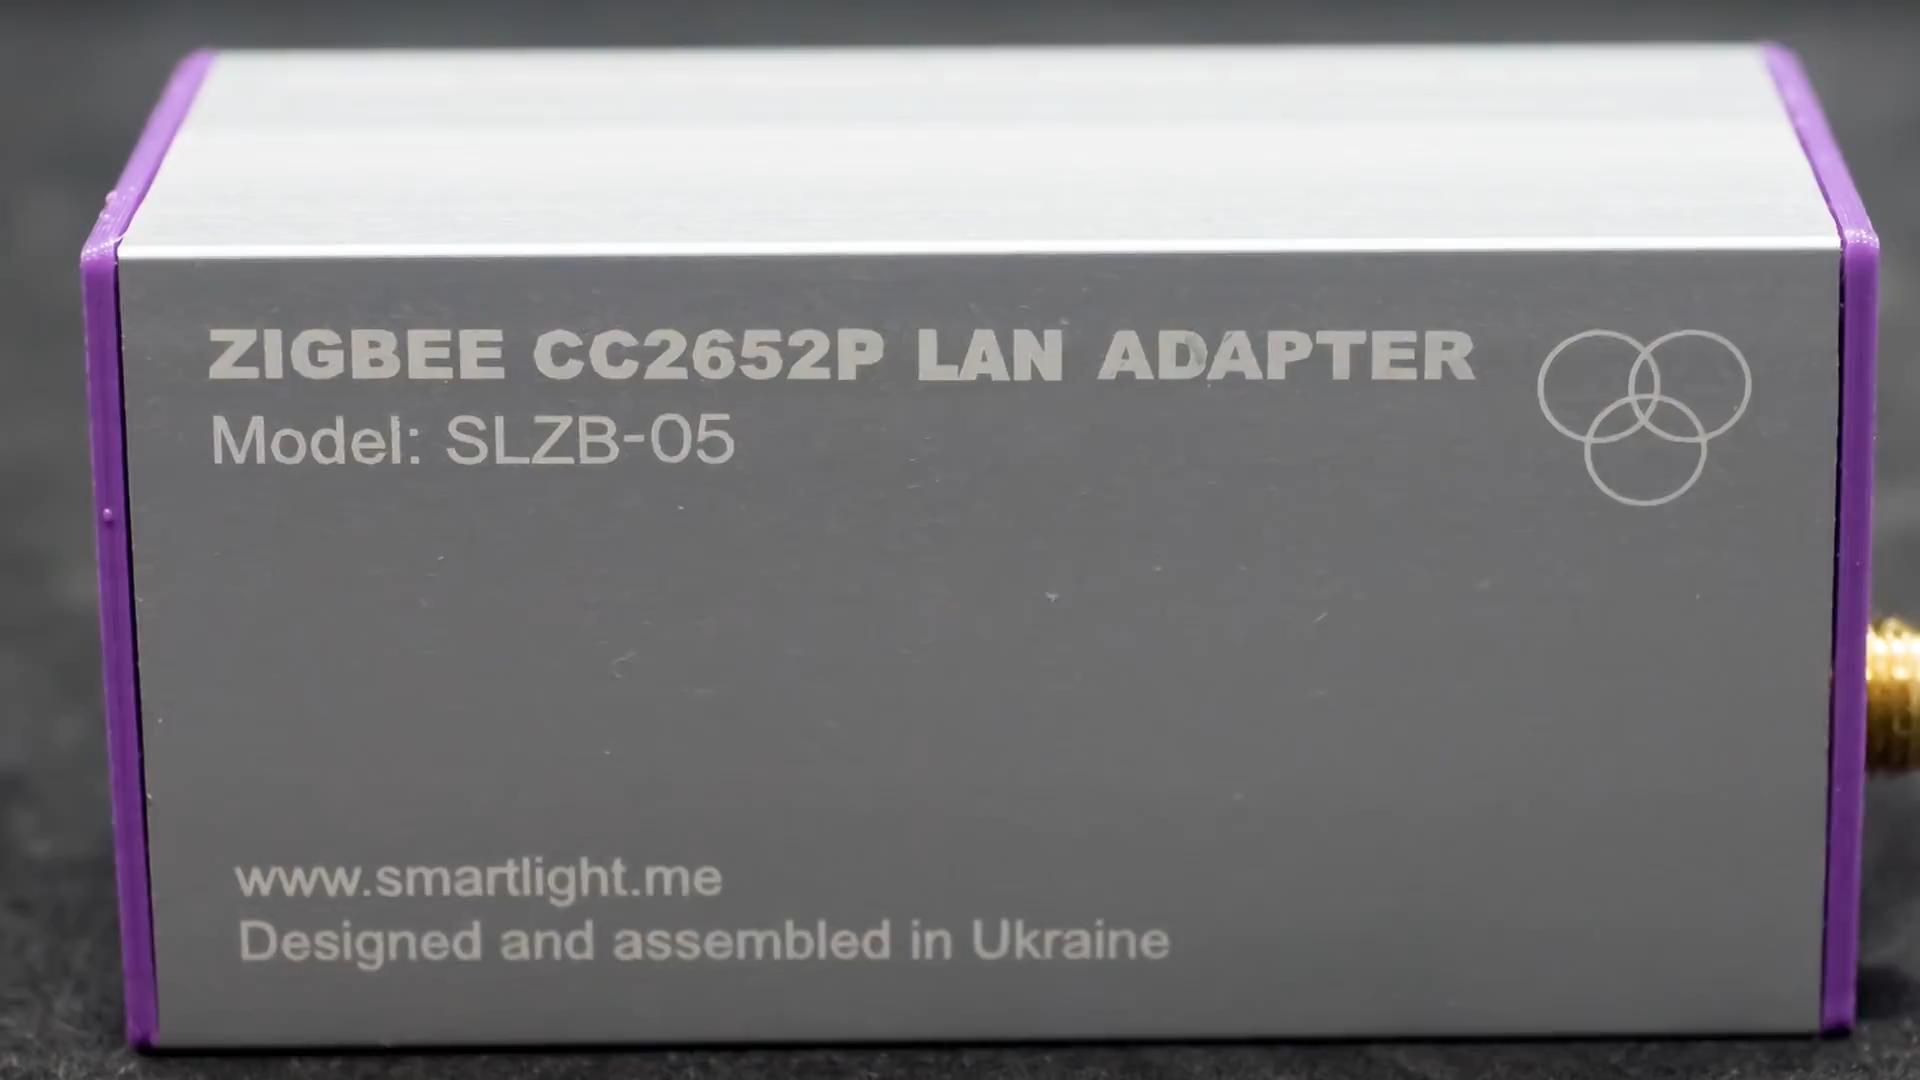 ZIGBEE CC2652P LAN ADAPTER
Model: SLZB-05
www.smartlight.me
Designed and assembled in Ukraine